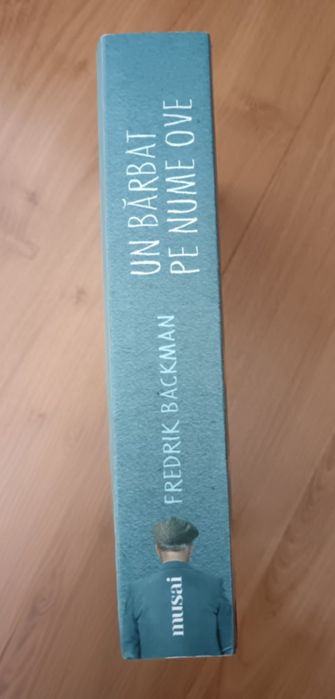 UN BĂRBAT
PE NUME OVE
FREDRIK BACKMAN
musai